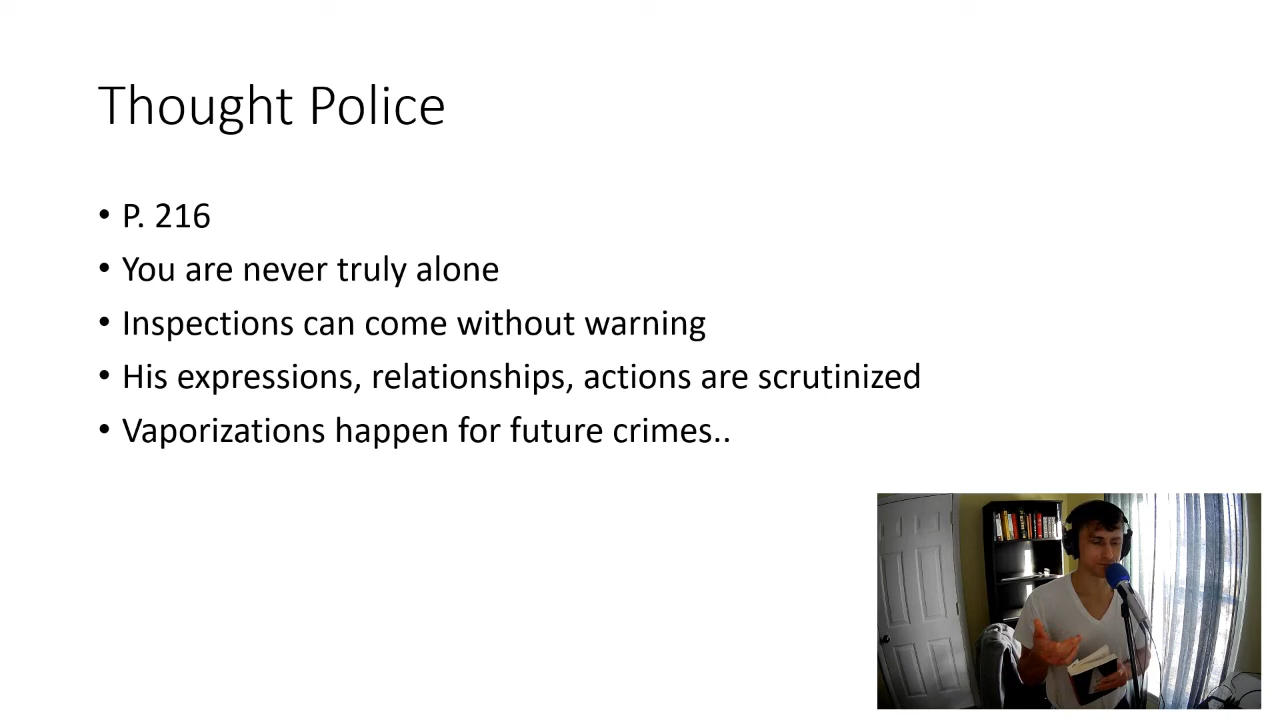 Thought Police
• P. 216
• You are never truly alone
• Inspections can come without warning
• His expressions, relationships, actions are scrutinized
• Vaporizations happen for future crimes..